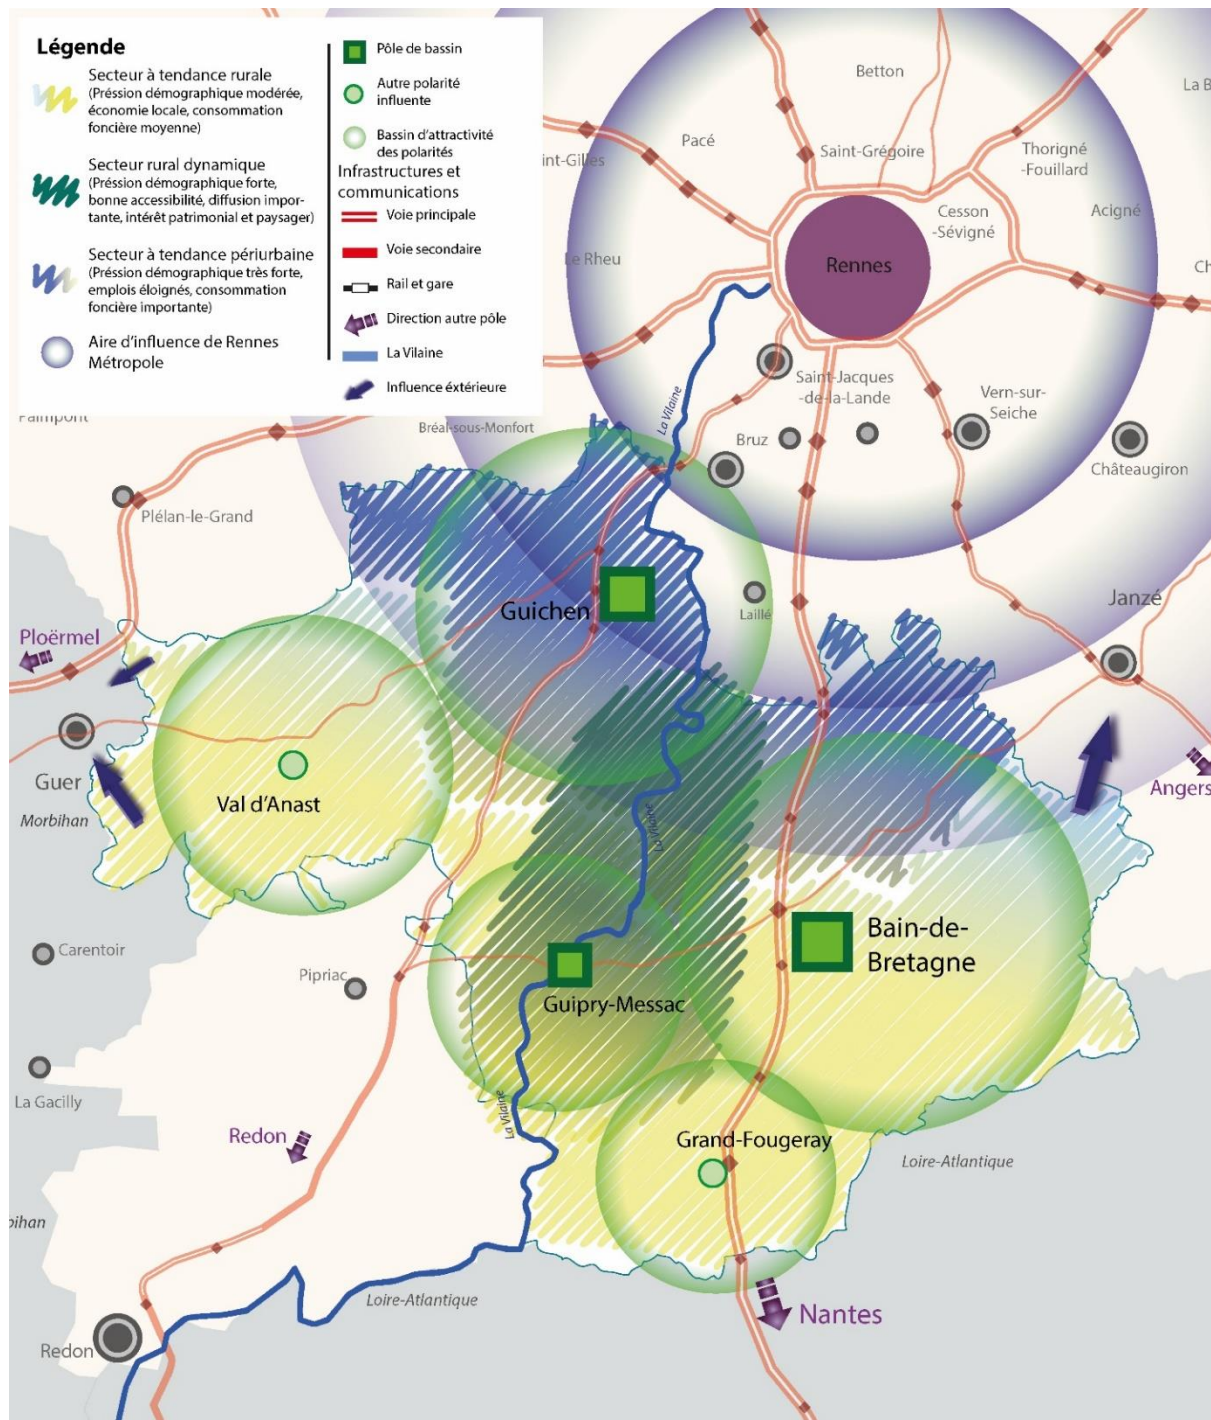 Légende
Secteur à tendance rurale
(Préssion démographique modérée,
économie locale, consommation
foncière moyenne)
Secteur rural dynamique
(Préssion démographique forte,
bonne accessibilité, diffusion impor-
tante, intérêt patrimonial et paysager)
Secteur à tendance périurbaine
(Préssion démographique très forte,
emplois éloignés, consommation
foncière importante)
Aire d'influence de Rennes
Métropole
Pôle de bassin
Autre polarité
influente
Bassin d'attractivité
des polarités
Infrastructures et
communications
Voie principale
Voie secondaire
Rail et gare
Direction autre pôle
La Vilaine
Influence éxtérieure
Betton
La B
Pacé
Saint-Grégoire
Thorigné
-Fouillard
int-Gilles
Cesson
-Sévigné
Acigné
Le Rheu
Rennes
Ch
Saint-Jacques
-de-la-Lande
Vern-sur-
Seiche
La Vilaine
Bréal-sous-Monfort
Bruz
Châteaugiron
Plélan-le-Grand
Guichen
Laillé
Janzé
Ploërmel
Guer
Val d'Anast
Angers
Morbihan
La Vilaine
Bain-de-
Bretagne
Carentoir
Pipriac
Guipry-Messac
La Gacilly
La Vilaine
Redon
Grand-Fougeray
Loire-Atlantique
bihan
Loire-Atlantique
Nantes
Redon